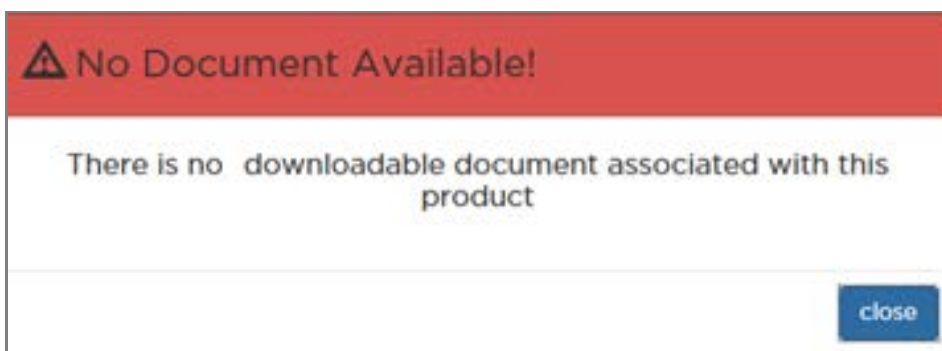 No Document Available!
There is no downloadable document associated with this
product
close